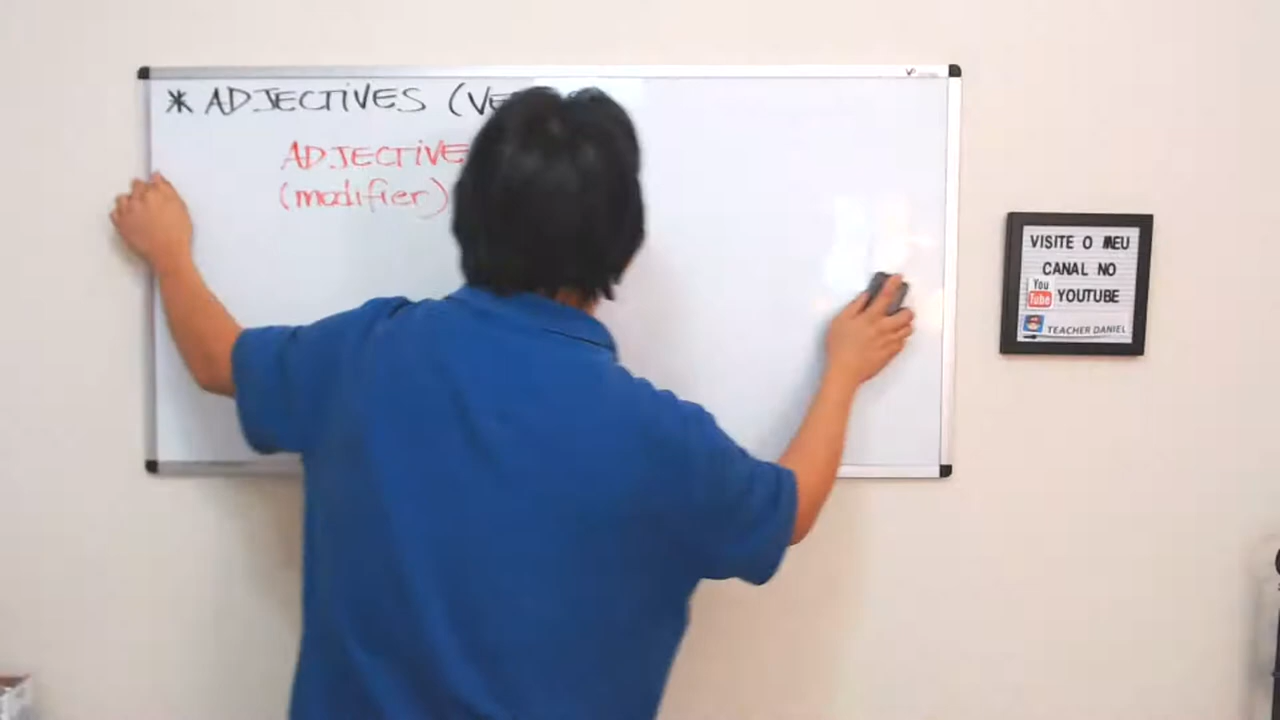 * ADJECTIVES (VE
ADJECTIVE
(modifier)
VISITE O MEU
CANAL NO
You Tube YOUTUBE
TEACHER DANIEL